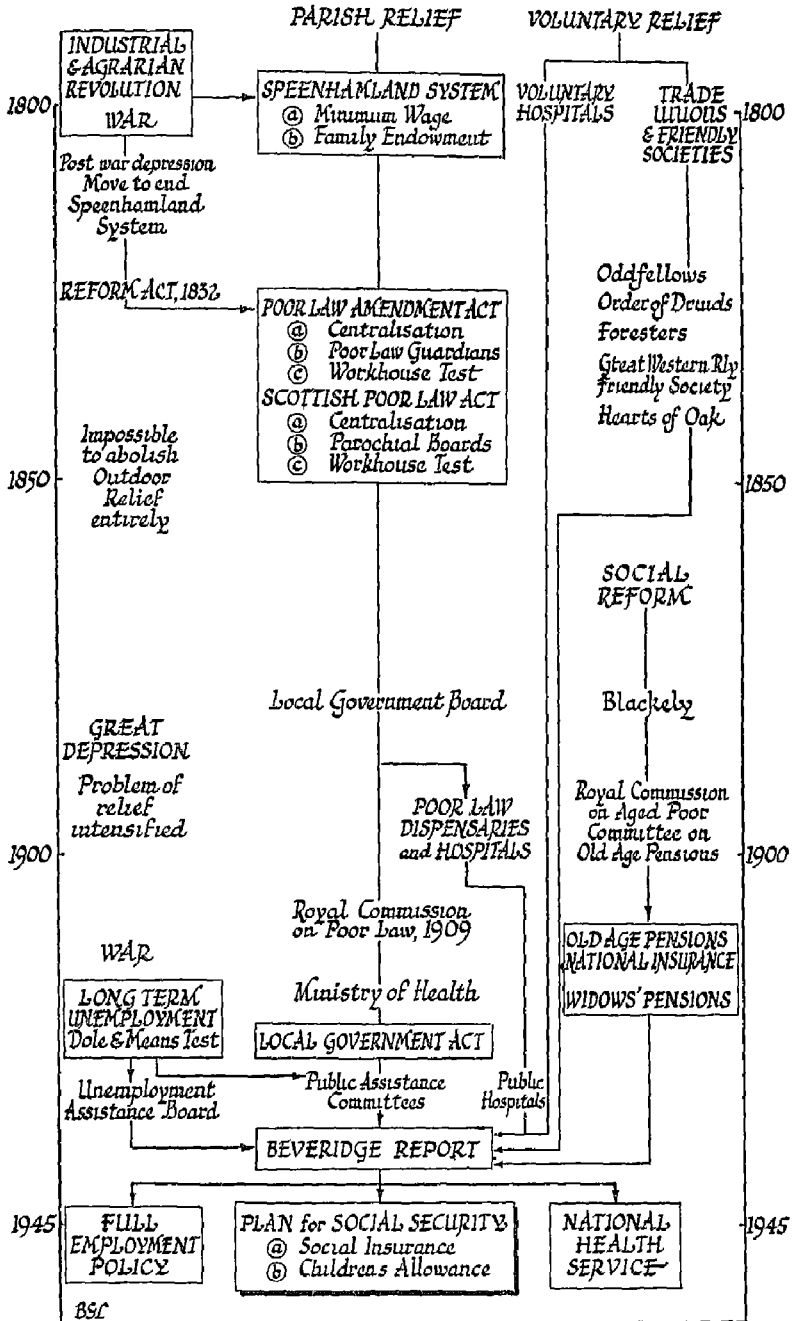 PARISH RELIEF
VOLUNTARY RELIEF
INDUSTRIAL
& AGRARIAN
REVOLUTION
WAR
1800
SPEENHAMLAND SYSTEM
ⓐ Minimum Wage
ⓑ Family Endowment
VOLUNTARY
HOSPITALS
TRADE
UNIONS
& FRIENDLY
SOCIETIES
1800
Post war depression
Move to end
Speenhamland
System
REFORM ACT, 1832
POOR LAW AMENDMENT ACT
ⓐ Centralisation
ⓑ Poor Law Guardians
ⓒ Workhouse Test
SCOTTISH POOR LAW ACT
ⓐ Centralisation
ⓑ Parochial Boards
ⓒ Workhouse Test
Oddfellows
Order of Druids
Foresters
Great Western Rly
Friendly Society
Hearts of Oak
Impossible
to abolish
Outdoor
Relief
entirely
1850
1850
SOCIAL
REFORM
Local Government Board
Blackely
GREAT
DEPRESSION
Problem of
relief
intensified
POOR LAW
DISPENSARIES
and HOSPITALS
Royal Commission
on Aged Poor
Committee on
Old Age Pensions
1900
1900
Royal Commission
on Poor Law, 1909
WAR
OLD AGE PENSIONS
NATIONAL INSURANCE
WIDOWS' PENSIONS
LONG TERM
UNEMPLOYMENT
Dole & Means Test
Ministry of Health
LOCAL GOVERNMENT ACT
Unemployment
Assistance Board
Public Assistance
Committees
Public
Hospitals
BEVERIDGE REPORT
1945
FULL
EMPLOYMENT
POLICY
PLAN for SOCIAL SECURITY
ⓐ Social Insurance
ⓑ Childrens Allowance
NATIONAL
HEALTH
SERVICE
1945
BSL